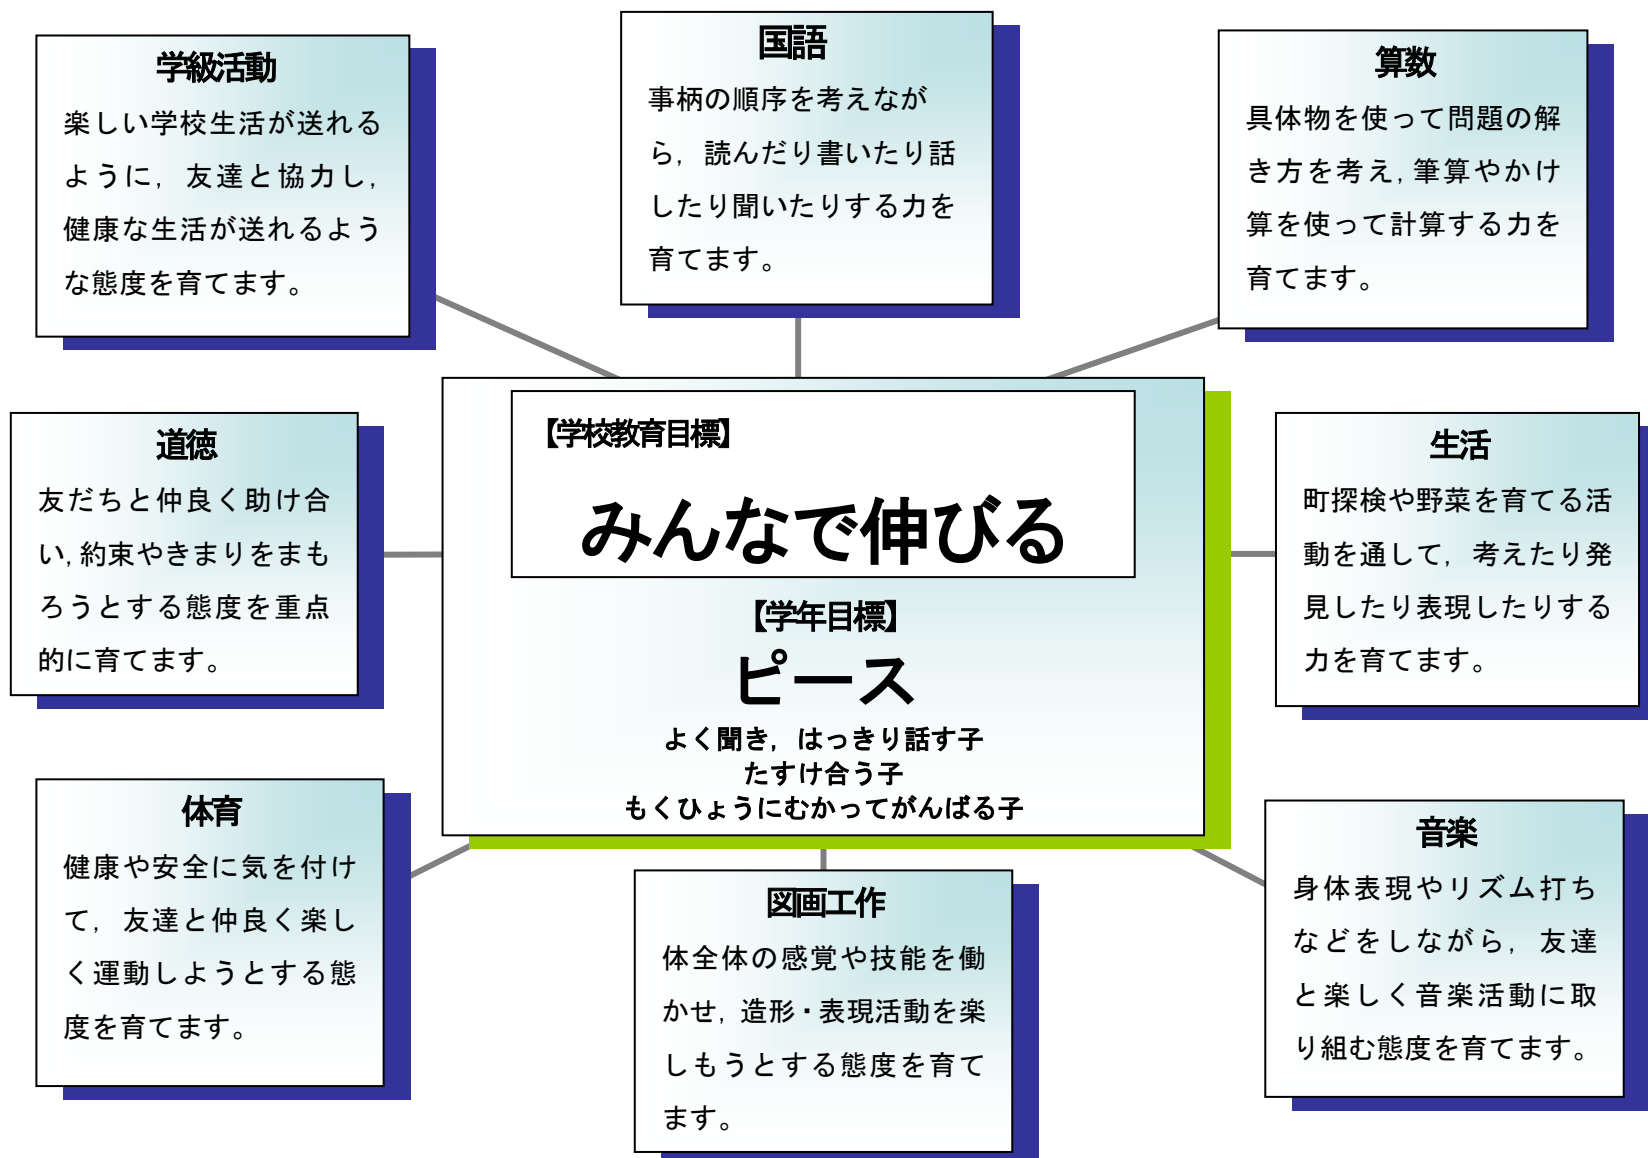 学級活動
楽しい学校生活が送れる
ように，友達と協力し，
健康な生活が送れるよう
な態度を育てます。
国語
事柄の順序を考えなが
ら，読んだり書いたり話
したり聞いたりする力を
育てます。
算数
具体物を使って問題の解
き方を考え，筆算やかけ
算を使って計算する力を
育てます。
道徳
友だちと仲良く助け合
い，約束やきまりをまも
ろうとする態度を重点
的に育てます。
【学校教育目標】
みんなで伸びる
【学年目標】
ピース
よく聞き，はっきり話す子
たすけ合う子
もくひょうにむかってがんばる子
生活
町探検や野菜を育てる活
動を通して，考えたり発
見したり表現したりする
力を育てます。
体育
健康や安全に気を付け
て，友達と仲良く楽し
く運動しようとする態
度を育てます。
図画工作
体全体の感覚や技能を働
かせ，造形・表現活動を楽
しもうとする態度を育て
ます。
音楽
身体表現やリズム打ち
などをしながら，友達
と楽しく音楽活動に取
り組む態度を育てます。